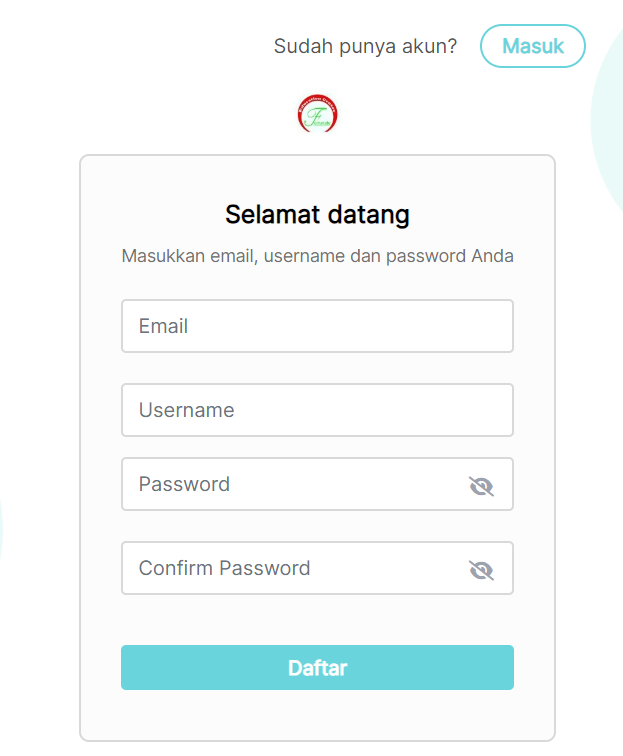 Sudah punya akun?
Masuk
Selamat datang
Masukkan email, username dan password Anda
Email
Username
Password
Confirm Password
Daftar